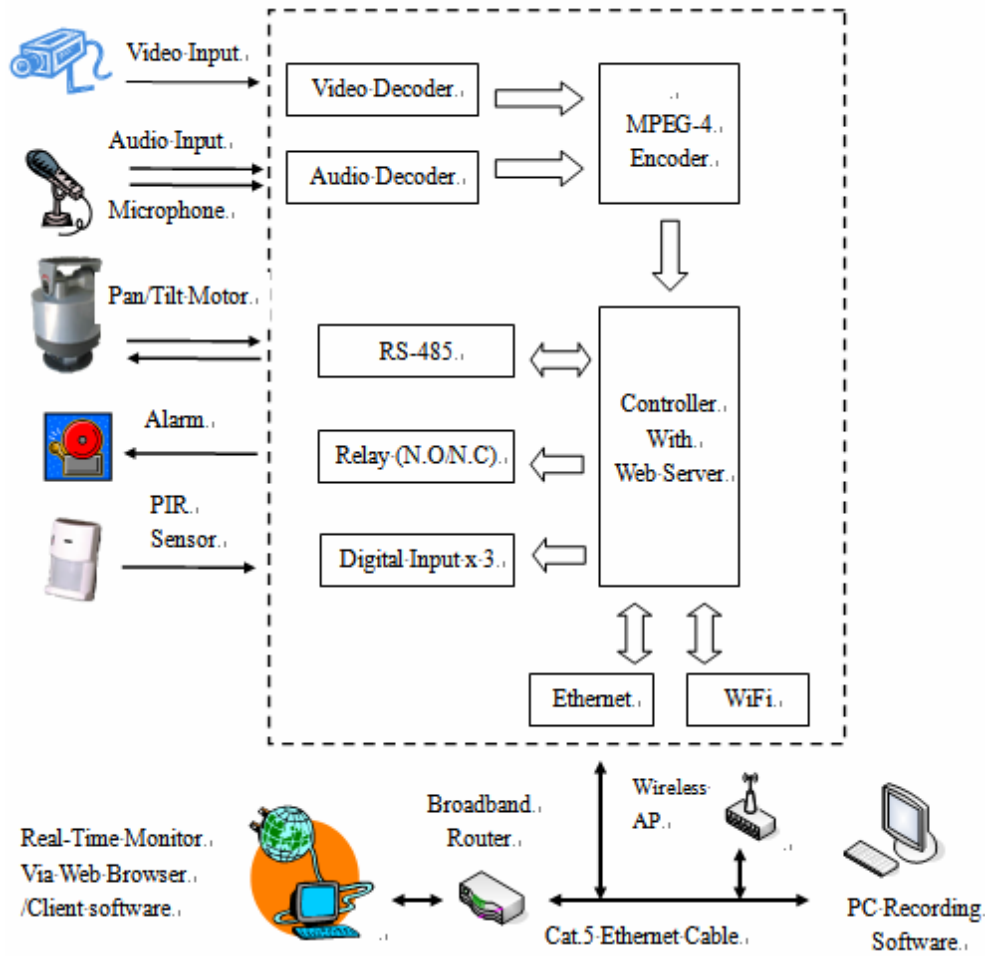 Video Input
Video Decoder
MPEG-4
Encoder
Audio Input
Audio Decoder
Microphone
Pan/Tilt Motor
RS-485
Controller
With
Web Server
Alarm
Relay (N.O/N.C)
PIR
Sensor
Digital Input x 3
Ethernet
WiFi
Wireless
AP
Broadband
Router
Real-Time Monitor
Via Web Browser
/Client software
Cat.5 Ethernet Cable
PC Recording
Software